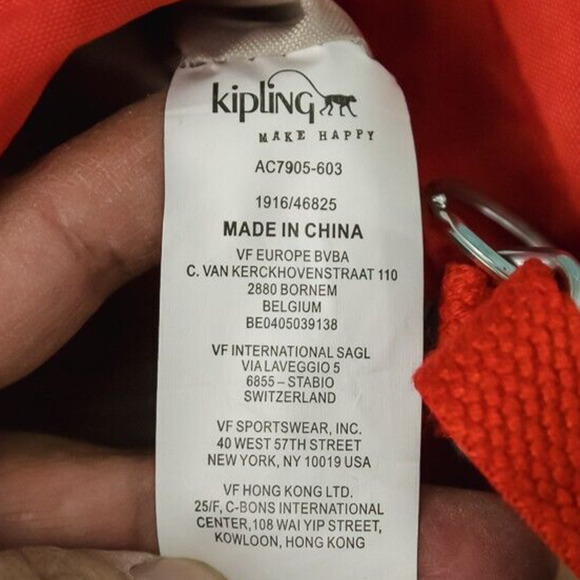 kipling
MAKE HAPPY
AC7905-603
1916/46825
MADE IN CHINA
VF EUROPE BVBA
C. VAN KERCKHOVENSTRAAT 110
2880 BORNEM
BELGIUM
BE0405039138
VF INTERNATIONAL SAGL
VIA LAVEGGIO 5
6855 – STABIO
SWITZERLAND
VF SPORTSWEAR, INC.
40 WEST 57TH STREET
NEW YORK, NY 10019 USA
VF HONG KONG LTD.
25/F, C-BONS INTERNATIONAL
CENTER,108 WAI YIP STREET,
KOWLOON, HONG KONG